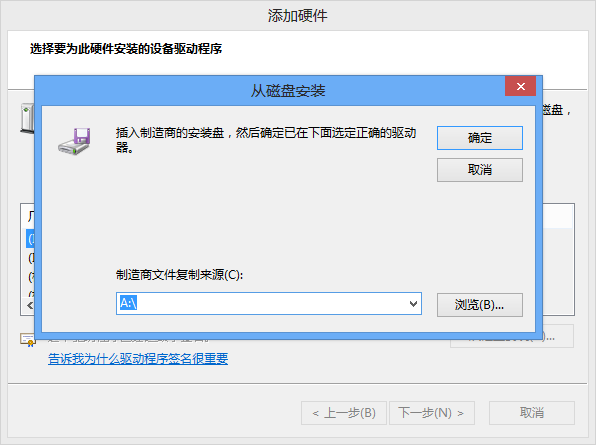 添加硬件
选择要为此硬件安装的设备驱动程序
磁盘，
从磁盘安装
插入制造商的安装盘，然后确定已在下面选定正确的驱动
器。
确定
取消
制造商文件复制来源(C):
A:\
浏览(B)...
告诉我为什么驱动程序签名很重要
< 上一步(B)
下一步(N) >
取消